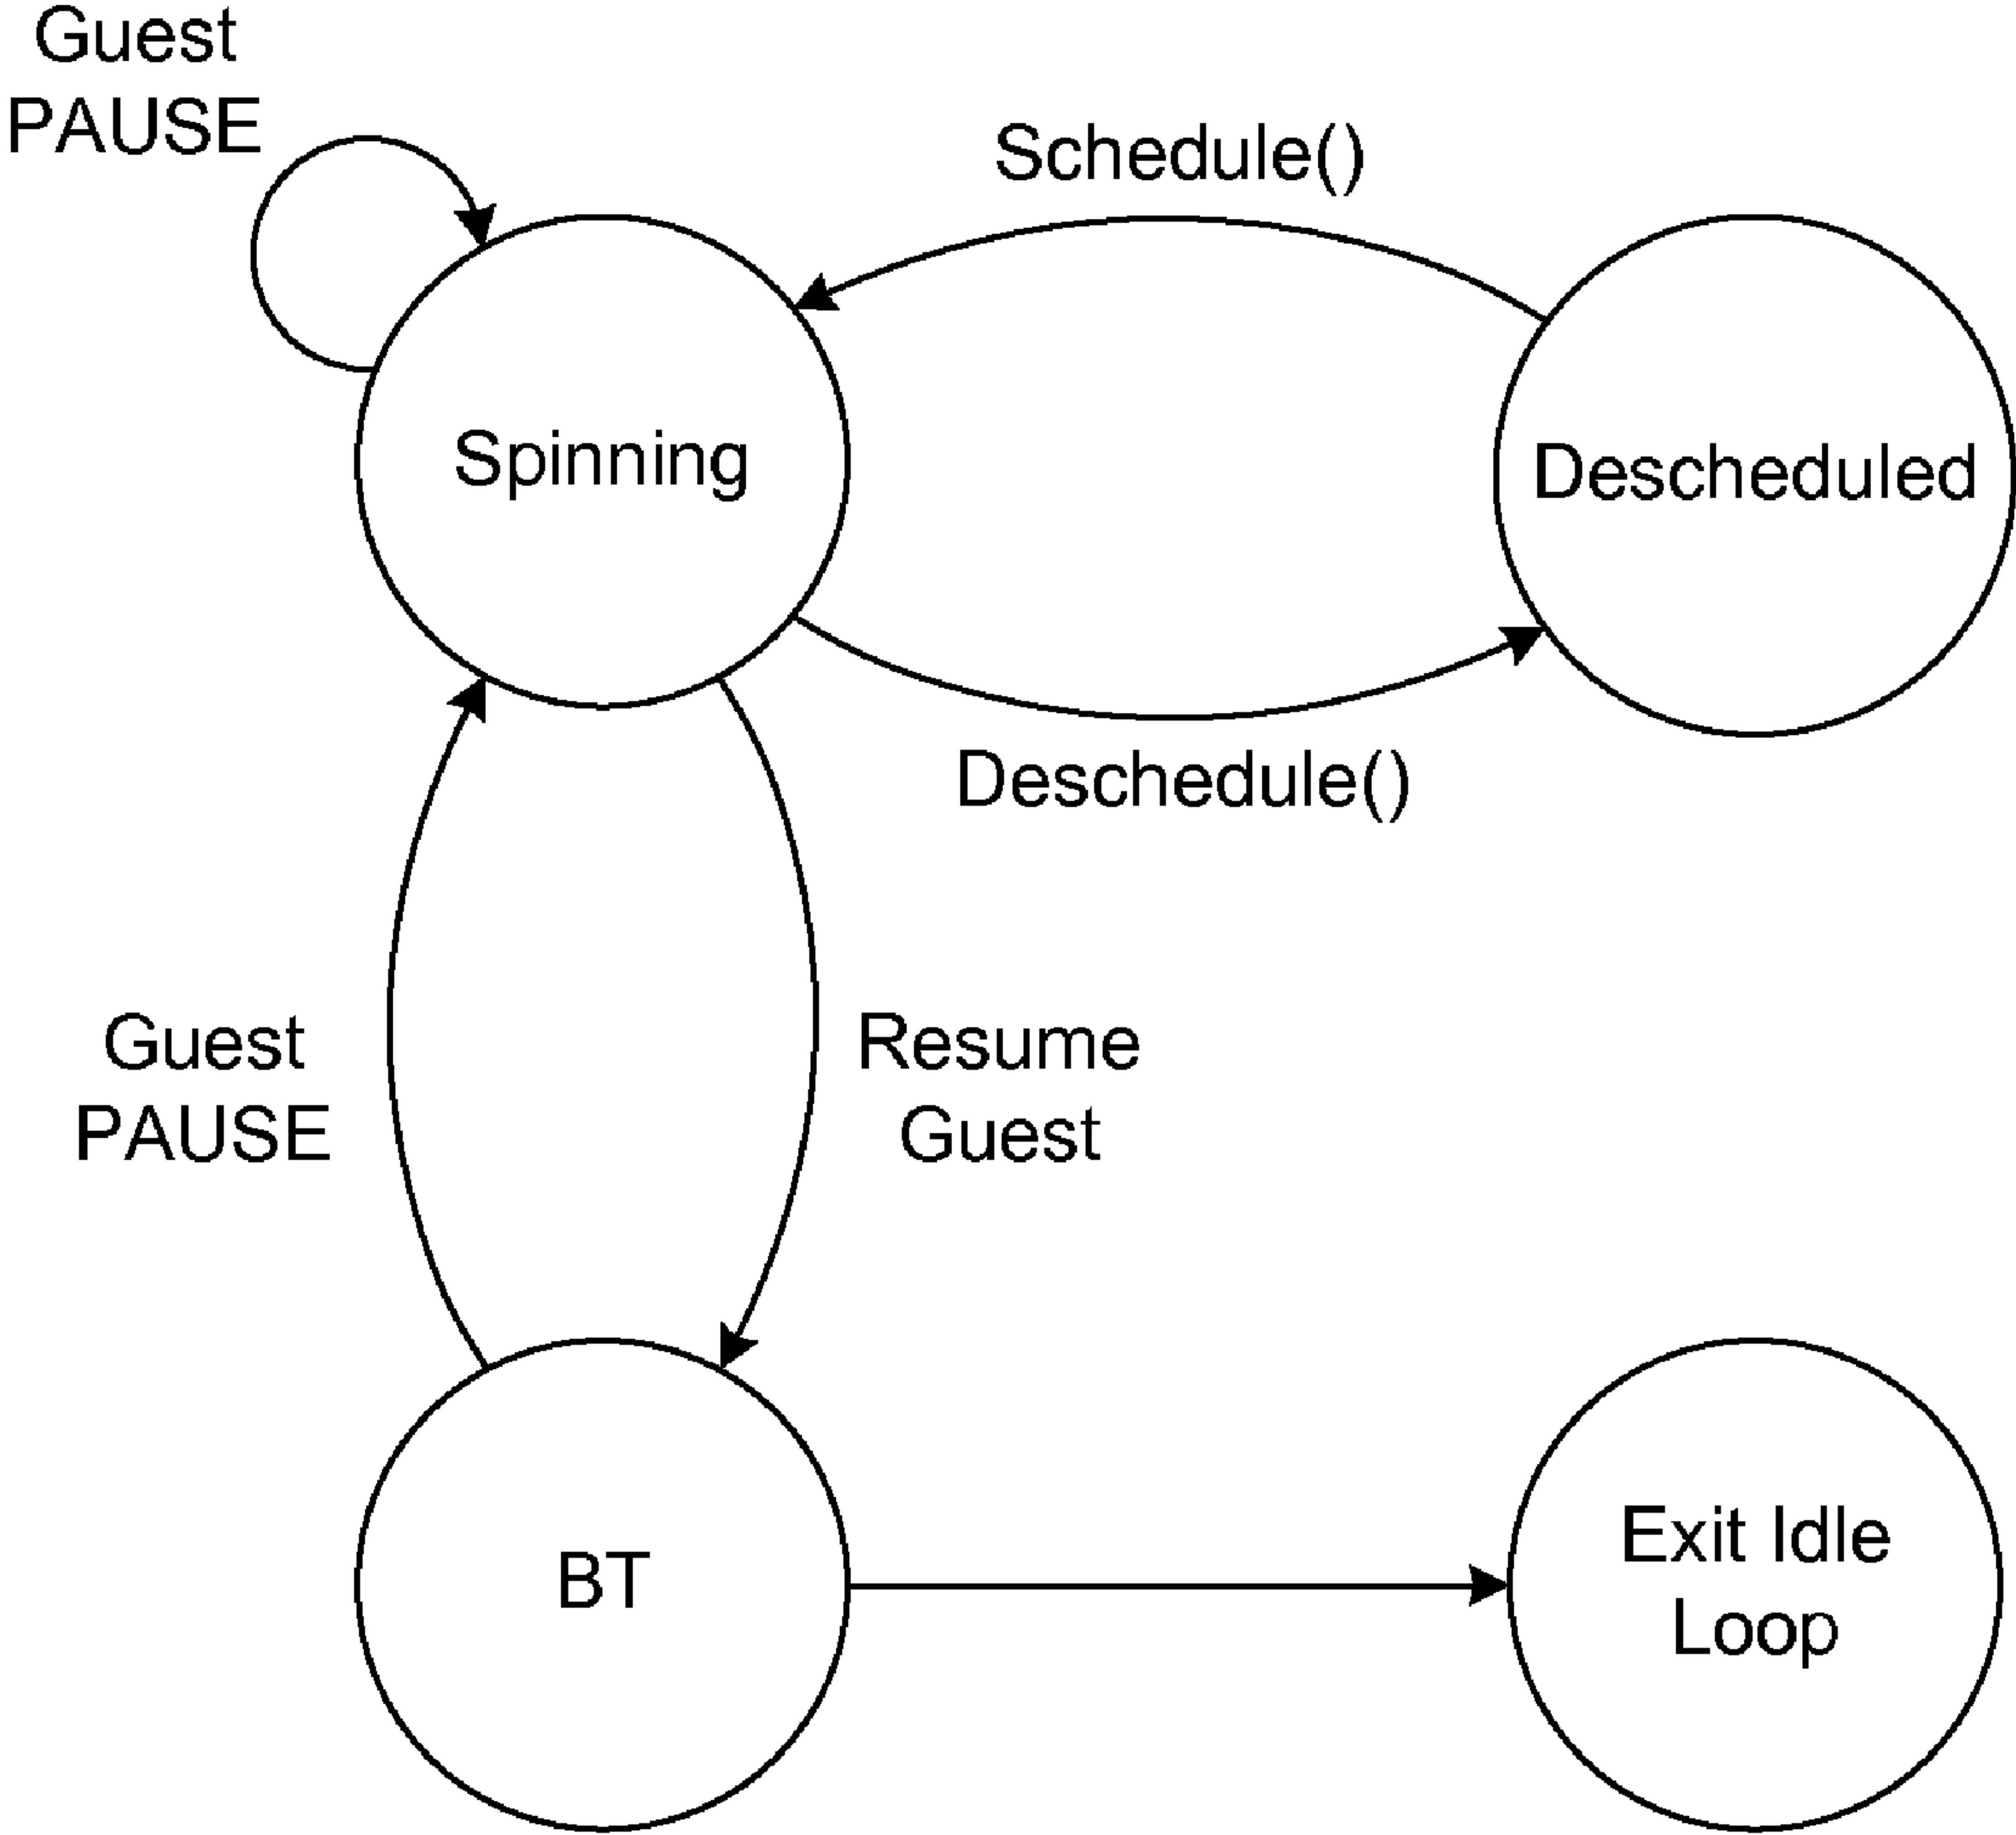 Guest
PAUSE
Schedule()
Spinning
Descheduled
Deschedule()
Guest
PAUSE
Resume
Guest
BT
Exit Idle
Loop